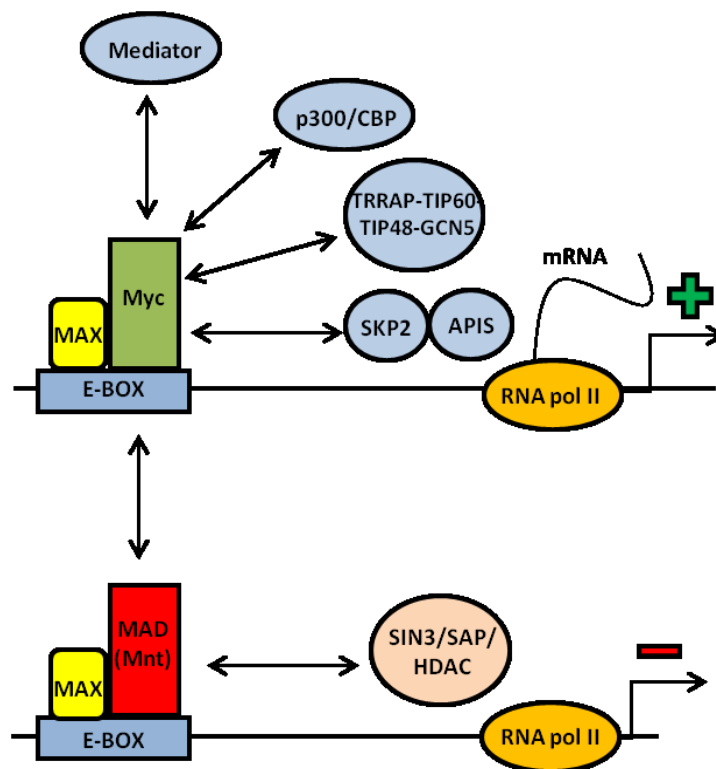 Mediator
p300/CBP
TRRAP-TIP60-
TIP48-GCN5
mRNA
Myc
MAX
SKP2
APIS
E-BOX
RNA pol II
MAD
(Mnt)
SIN3/SAP/
HDAC
MAX
E-BOX
RNA pol II